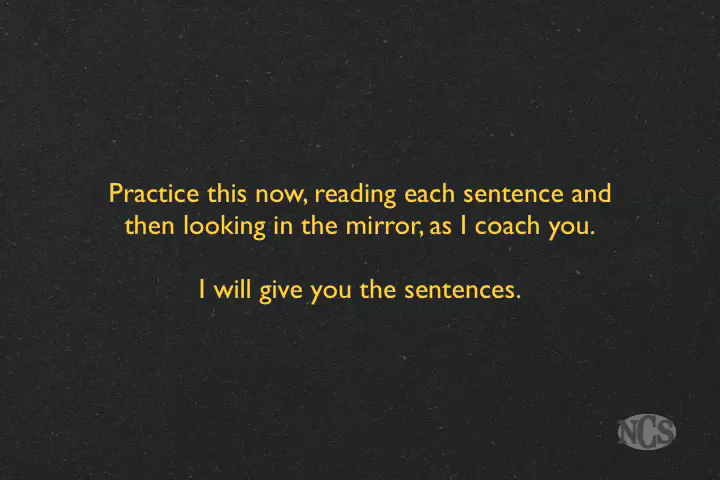 Practice this now, reading each sentence and
then looking in the mirror, as I coach you.
I will give you the sentences.
NCS